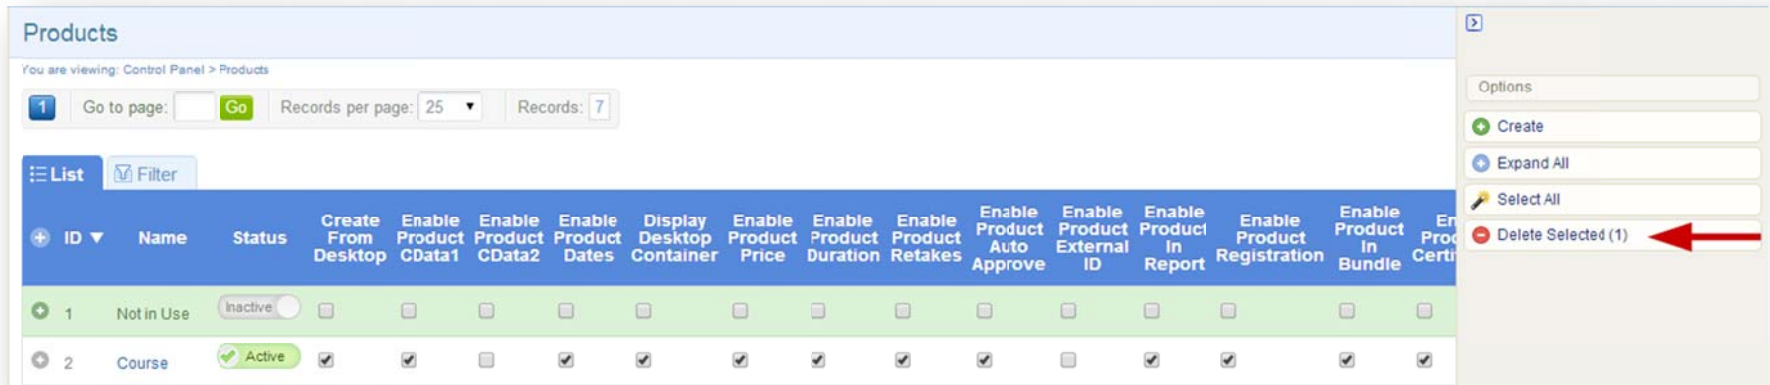 Products
You are viewing: Control Panel > Products
1 Go to page: Go Records per page: 25 Records: 7
List Filter
ID Name Status Create From Desktop Enable Product CData1 Enable Product CData2 Enable Product Dates Display Desktop Container Enable Product Price Enable Product Duration Enable Product Retakes Enable Product Auto Approve Enable Product External ID Enable Product In Report Enable Product Registration Enable Product In Bundle
1 Not in Use Inactive
2 Course Active
Options
Create
Expand All
Select All
Delete Selected (1)